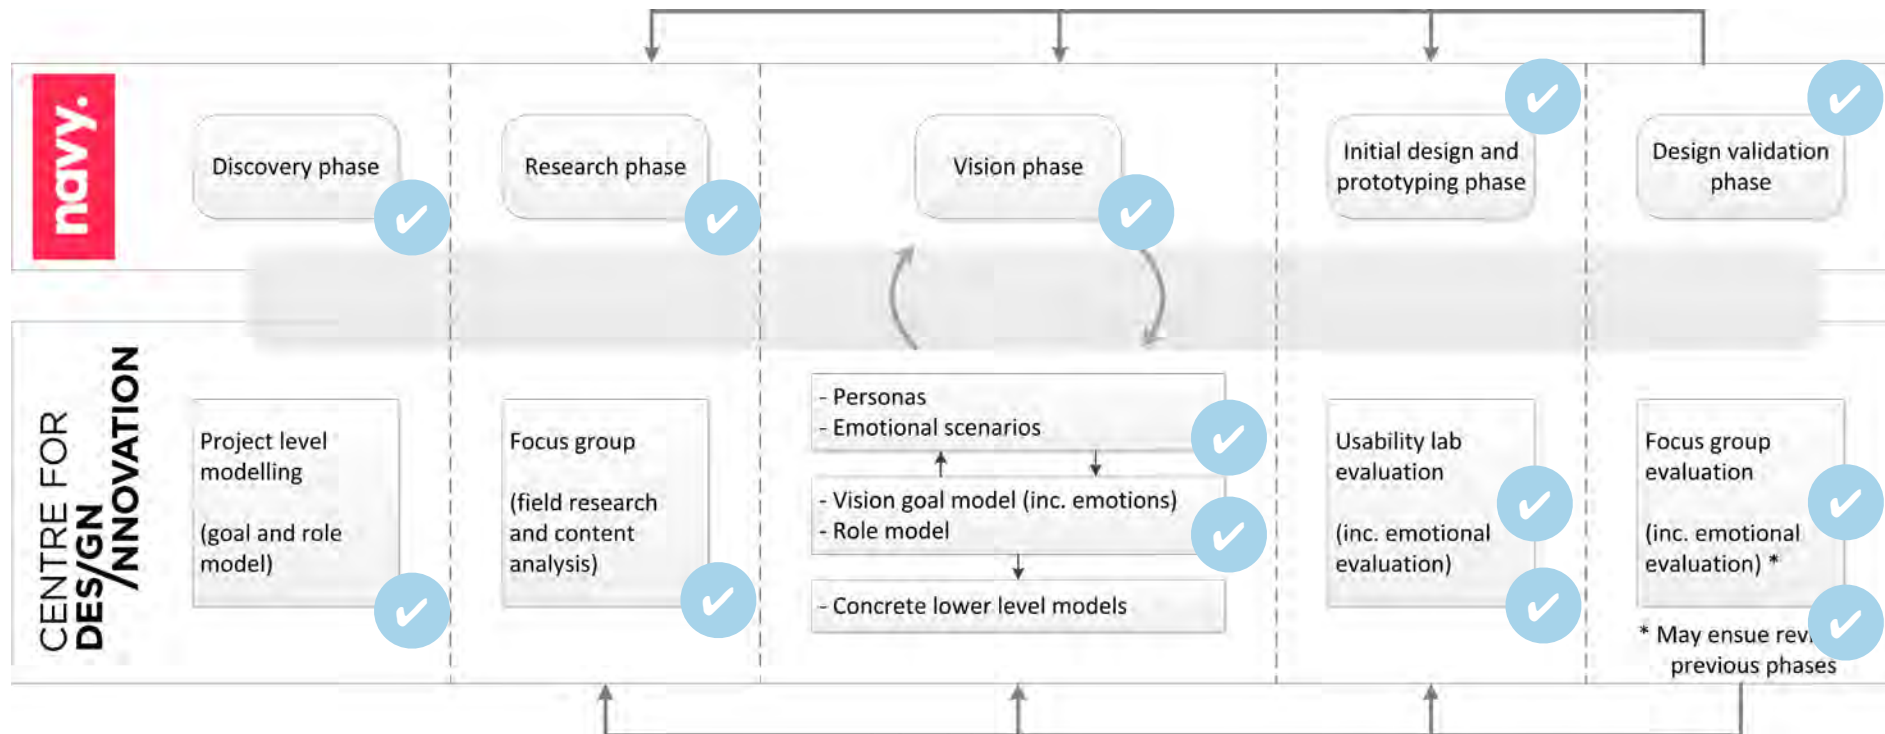 navy.
Discovery phase
Research phase
Vision phase
Initial design and
prototyping phase
Design validation
phase
CENTRE FOR
DES/GN
/NNOVATION
Project level
modelling
(goal and role
model)
Focus group
(field research
and content
analysis)
- Personas
- Emotional scenarios
- Vision goal model (inc. emotions)
- Role model
- Concrete lower level models
Usability lab
evaluation
(inc. emotional
evaluation)
Focus group
evaluation
(inc. emotional
evaluation) *
* May ensue
previous phases